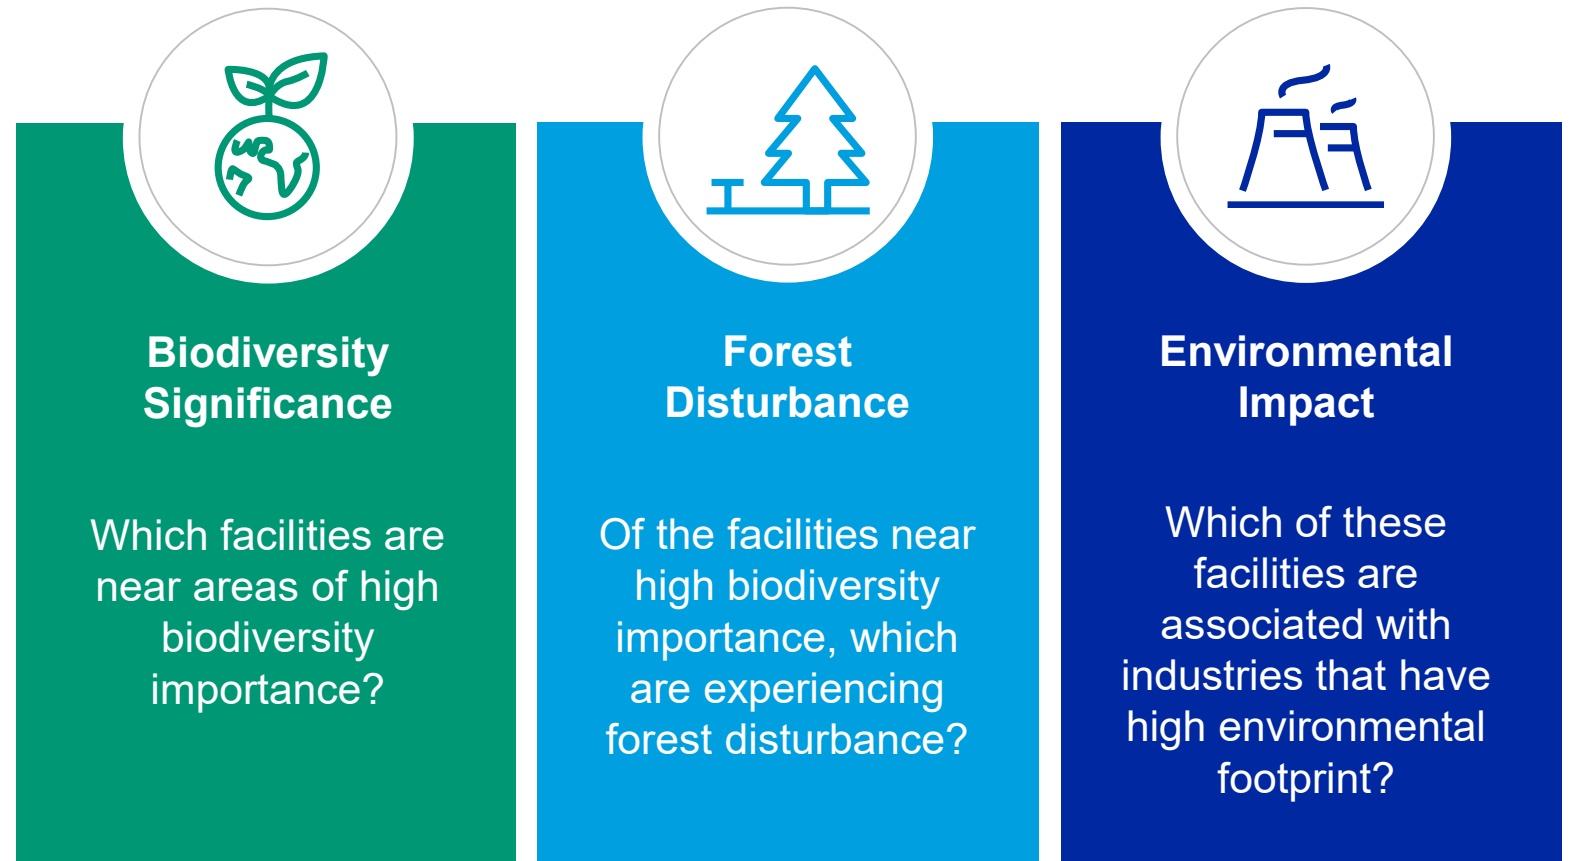 Biodiversity
Significance
Which facilities are
near areas of high
biodiversity
importance?
Forest
Disturbance
Of the facilities near
high biodiversity
importance, which
are experiencing
forest disturbance?
Environmental
Impact
Which of these
facilities are
associated with
industries that have
high environmental
footprint?